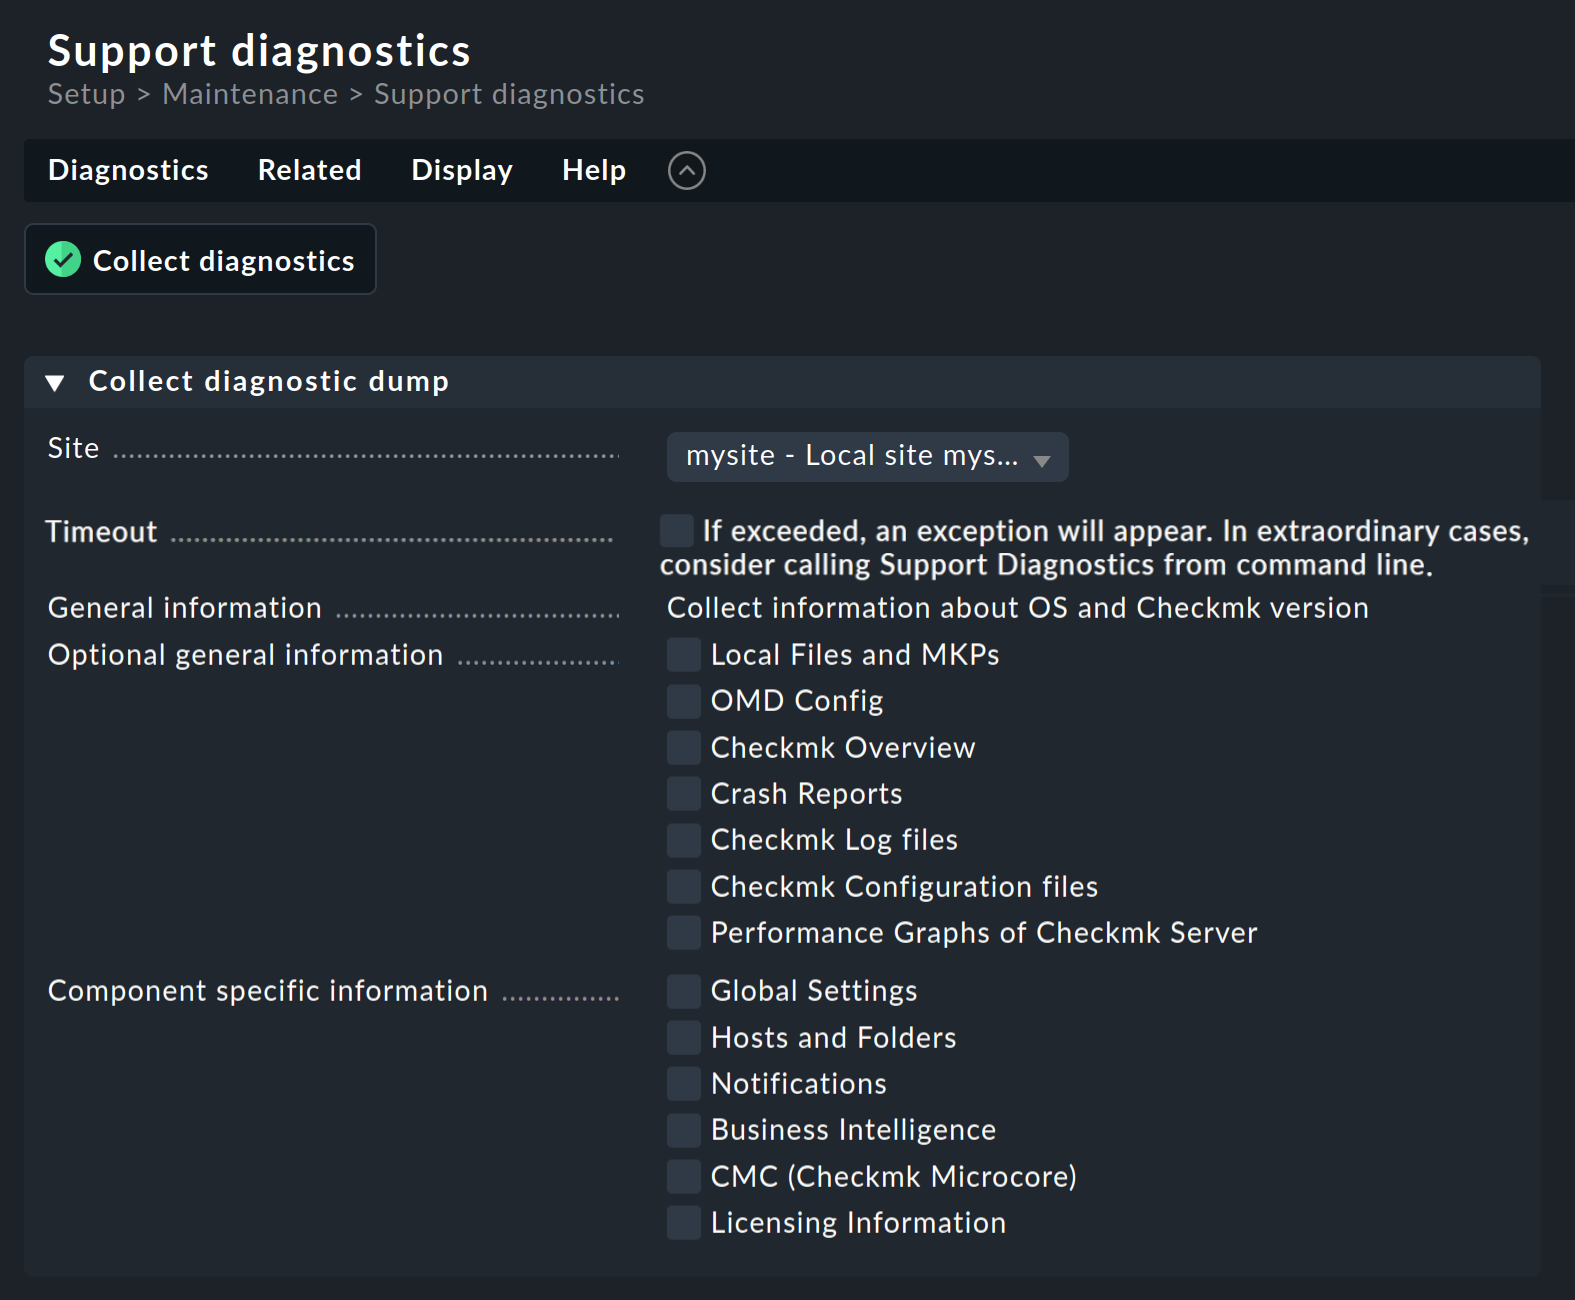 Support diagnostics
Setup > Maintenance > Support diagnostics
Diagnostics Related Display Help
Collect diagnostics
Collect diagnostic dump
Site mysite - Local site mys...
Timeout If exceeded, an exception will appear. In extraordinary cases,
consider calling Support Diagnostics from command line.
General information Collect information about OS and Checkmk version
Optional general information Local Files and MKPs
OMD Config
Checkmk Overview
Crash Reports
Checkmk Log files
Checkmk Configuration files
Performance Graphs of Checkmk Server
Component specific information Global Settings
Hosts and Folders
Notifications
Business Intelligence
CMC (Checkmk Microcore)
Licensing Information